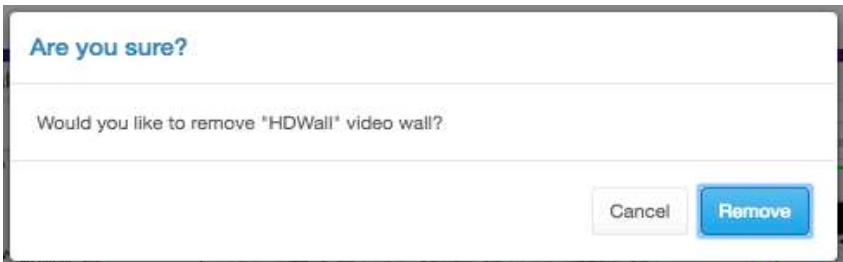 Are you sure?
Would you like to remove "HDWall" video wall?
Cancel Remove